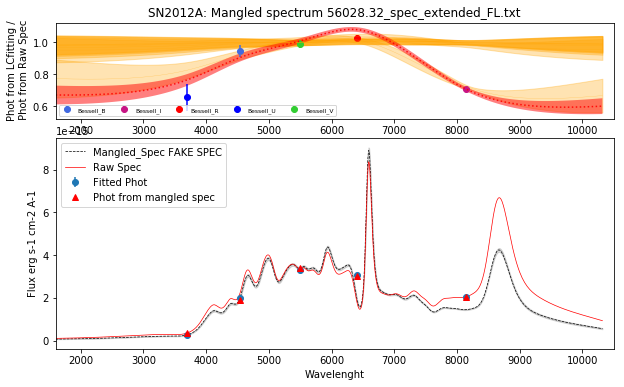 SN2012A: Mangled spectrum 56028.32_spec_extended_FL.txt
Phot from LCfitting /
Phot from Raw Spec
1.0
0.8
0.6
Bessell_B
Bessell_I
Bessell_R
Bessell_U
Bessell_V
2000 3000 4000 5000 6000 7000 8000 9000 10000
Mangled_Spec FAKE SPEC
Raw Spec
Fitted Phot
Phot from mangled spec
Flux erg s-1 cm-2 A-1
8
6
4
2
0
2000 3000 4000 5000 6000 7000 8000 9000 10000
Wavelenght